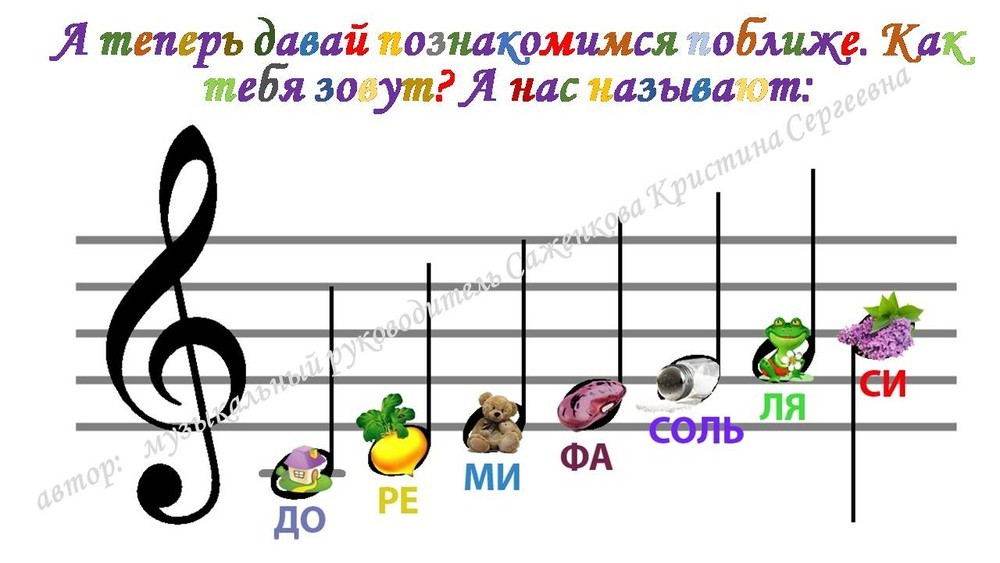 А теперь давай познакомимся поближе. Как
тебя зовут? А нас называют:
автор: музыкальный руководитель Саженкова Кристина Сергеевна
ДО
РЕ
МИ
ФА
СОЛЬ
ЛЯ
СИ